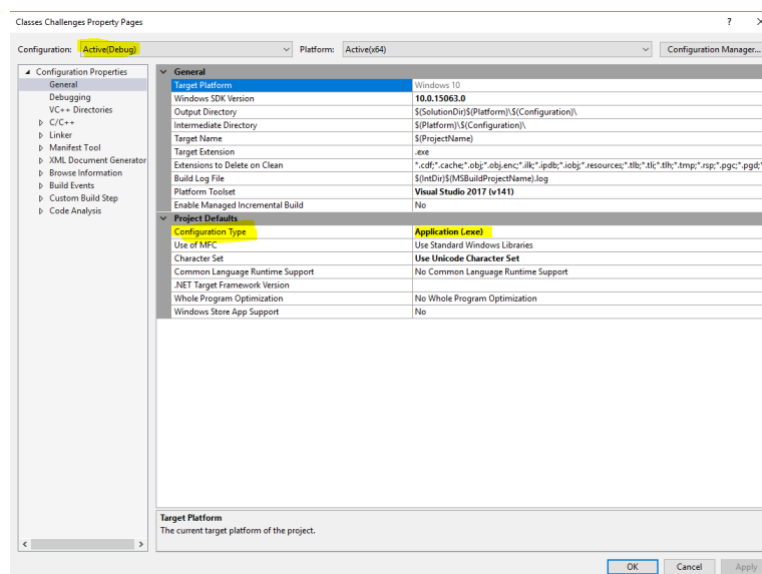 Classes Challenges Property Pages ? ×
Configuration: Active(Debug) Platform: Active(x64) Configuration Manager...
Configuration Properties
General
Debugging
VC++ Directories
C/C++
Linker
Manifest Tool
XML Document Generator
Browse Information
Build Events
Custom Build Step
Code Analysis
General
Target Platform Windows 10
Windows SDK Version 10.0.15063.0
Output Directory $(SolutionDir)$(Platform)\$(Configuration)\
Intermediate Directory $(Platform)\$(Configuration)\
Target Name $(ProjectName)
Target Extension .exe
Extensions to Delete on Clean *.cdf;*.cache;*.obj;*.obj.enc;*.ilk;*.ipdb;*.iobj;*.resources;*.tlb;*.tli;*.tlh;*.tmp;*.rsp;*.pgc;*.pgd;*
Build Log File $(IntDir)$(MSBuildProjectName).log
Platform Toolset Visual Studio 2017 (v141)
Enable Managed Incremental Build No
Project Defaults
Configuration Type Application (.exe)
Use of MFC Use Standard Windows Libraries
Character Set Use Unicode Character Set
Common Language Runtime Support No Common Language Runtime Support
.NET Target Framework Version
Whole Program Optimization No Whole Program Optimization
Windows Store App Support No
Target Platform
The current target platform of the project.
OK Cancel Apply